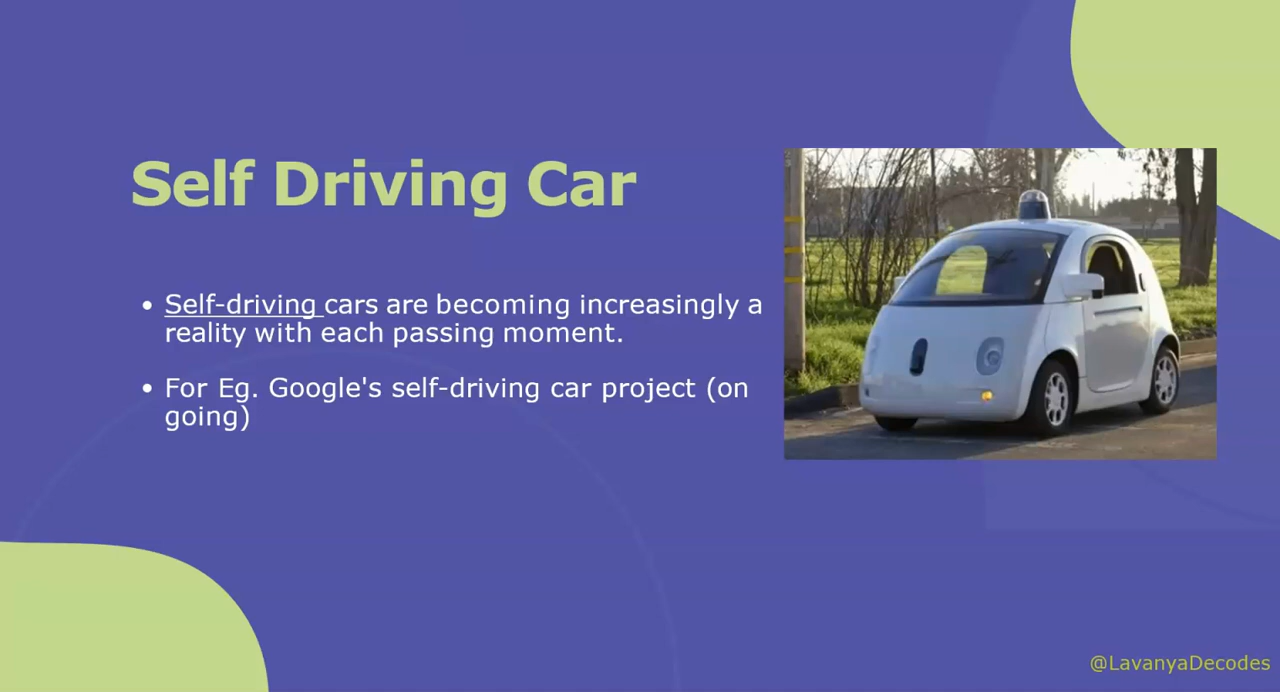 Self Driving Car
• Self-driving cars are becoming increasingly a
reality with each passing moment.
• For Eg. Google's self-driving car project (on
going)
@LavanyaDecodes